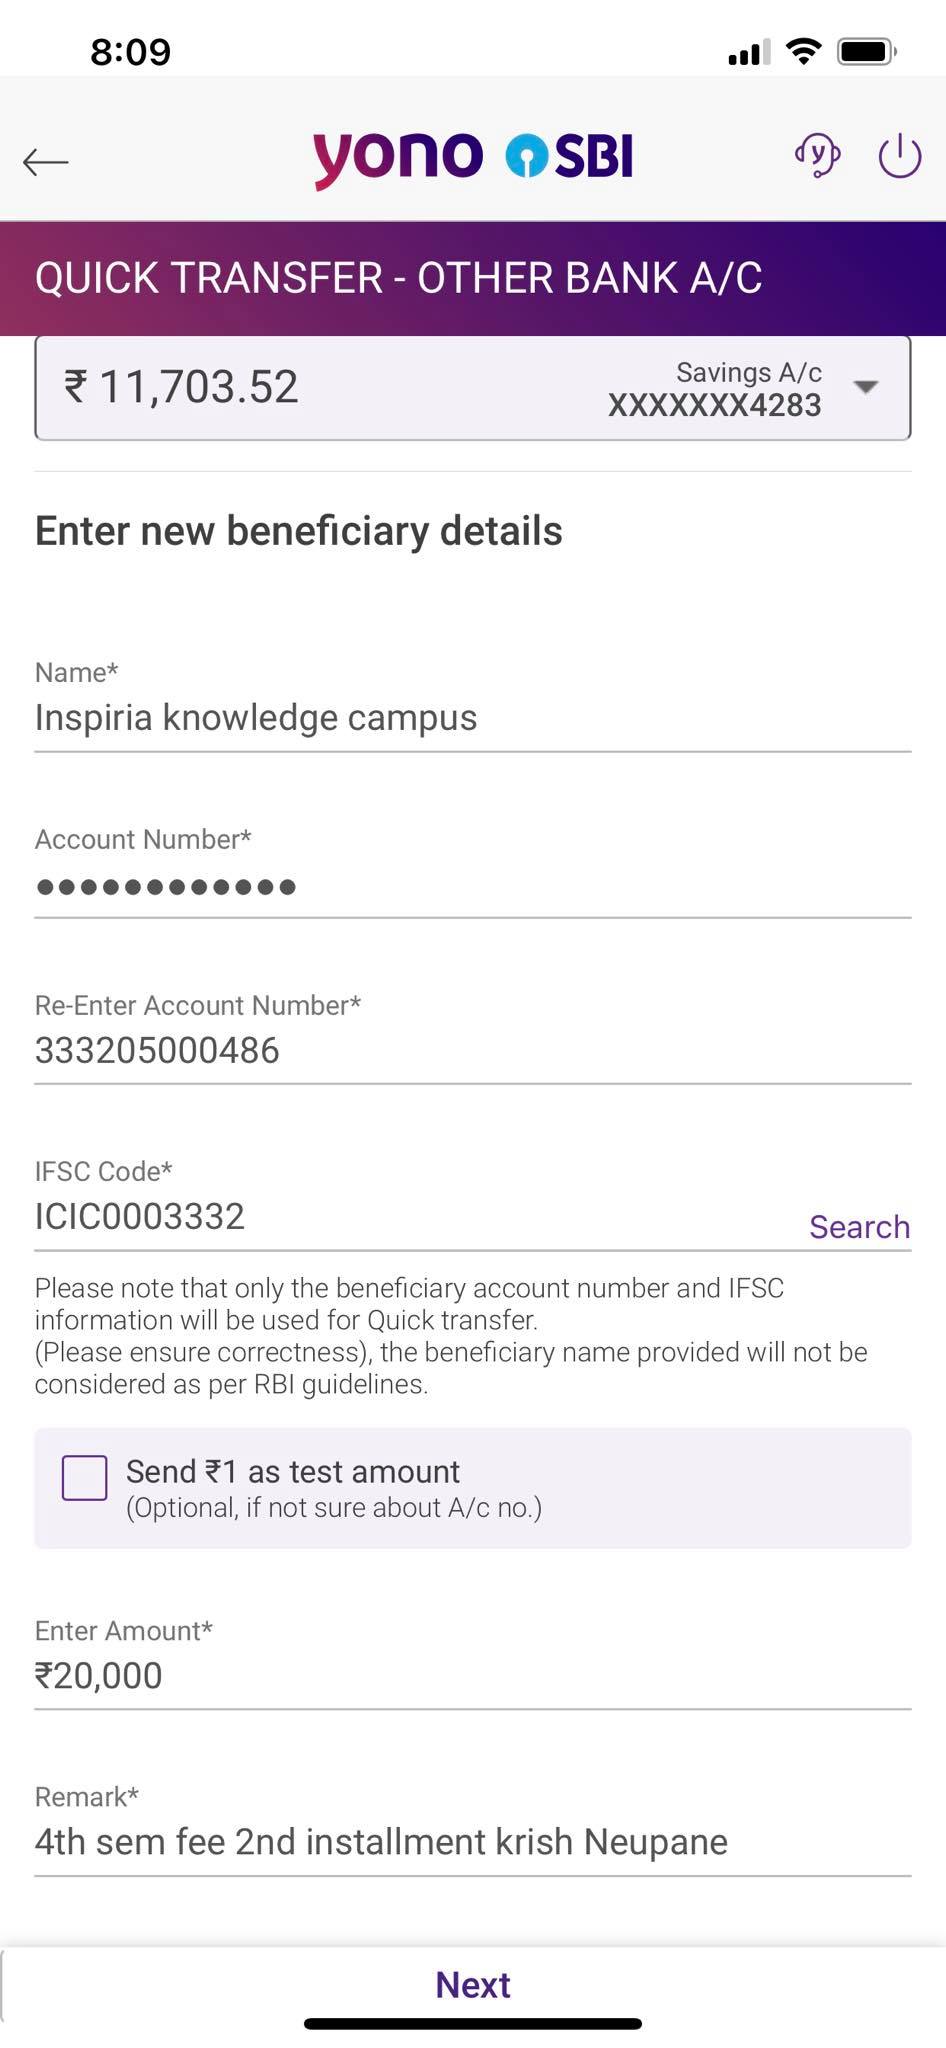 8:09
yono SBI
QUICK TRANSFER - OTHER BANK A/C
₹ 11,703.52
Savings A/c
XXXXXXX4283
Enter new beneficiary details
Name*
Inspiria knowledge campus
Account Number*
●●●●●●●●●●●●
Re-Enter Account Number*
333205000486
IFSC Code*
ICIC0003332
Search
Please note that only the beneficiary account number and IFSC
information will be used for Quick transfer.
(Please ensure correctness), the beneficiary name provided will not be
considered as per RBI guidelines.
Send ₹1 as test amount
(Optional, if not sure about A/c no.)
Enter Amount*
₹20,000
Remark*
4th sem fee 2nd installment krish Neupane
Next